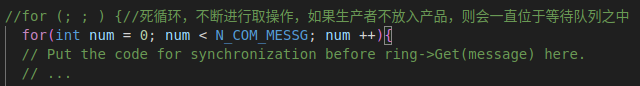 //for (; ; ) {//死循环，不断进行取操作，如果生产者不放入产品，则会一直位于等待队列之中
for(int num = 0; num < N_COM_MESSG; num ++){
// Put the code for synchronization before ring->Get(message) here.
// ...